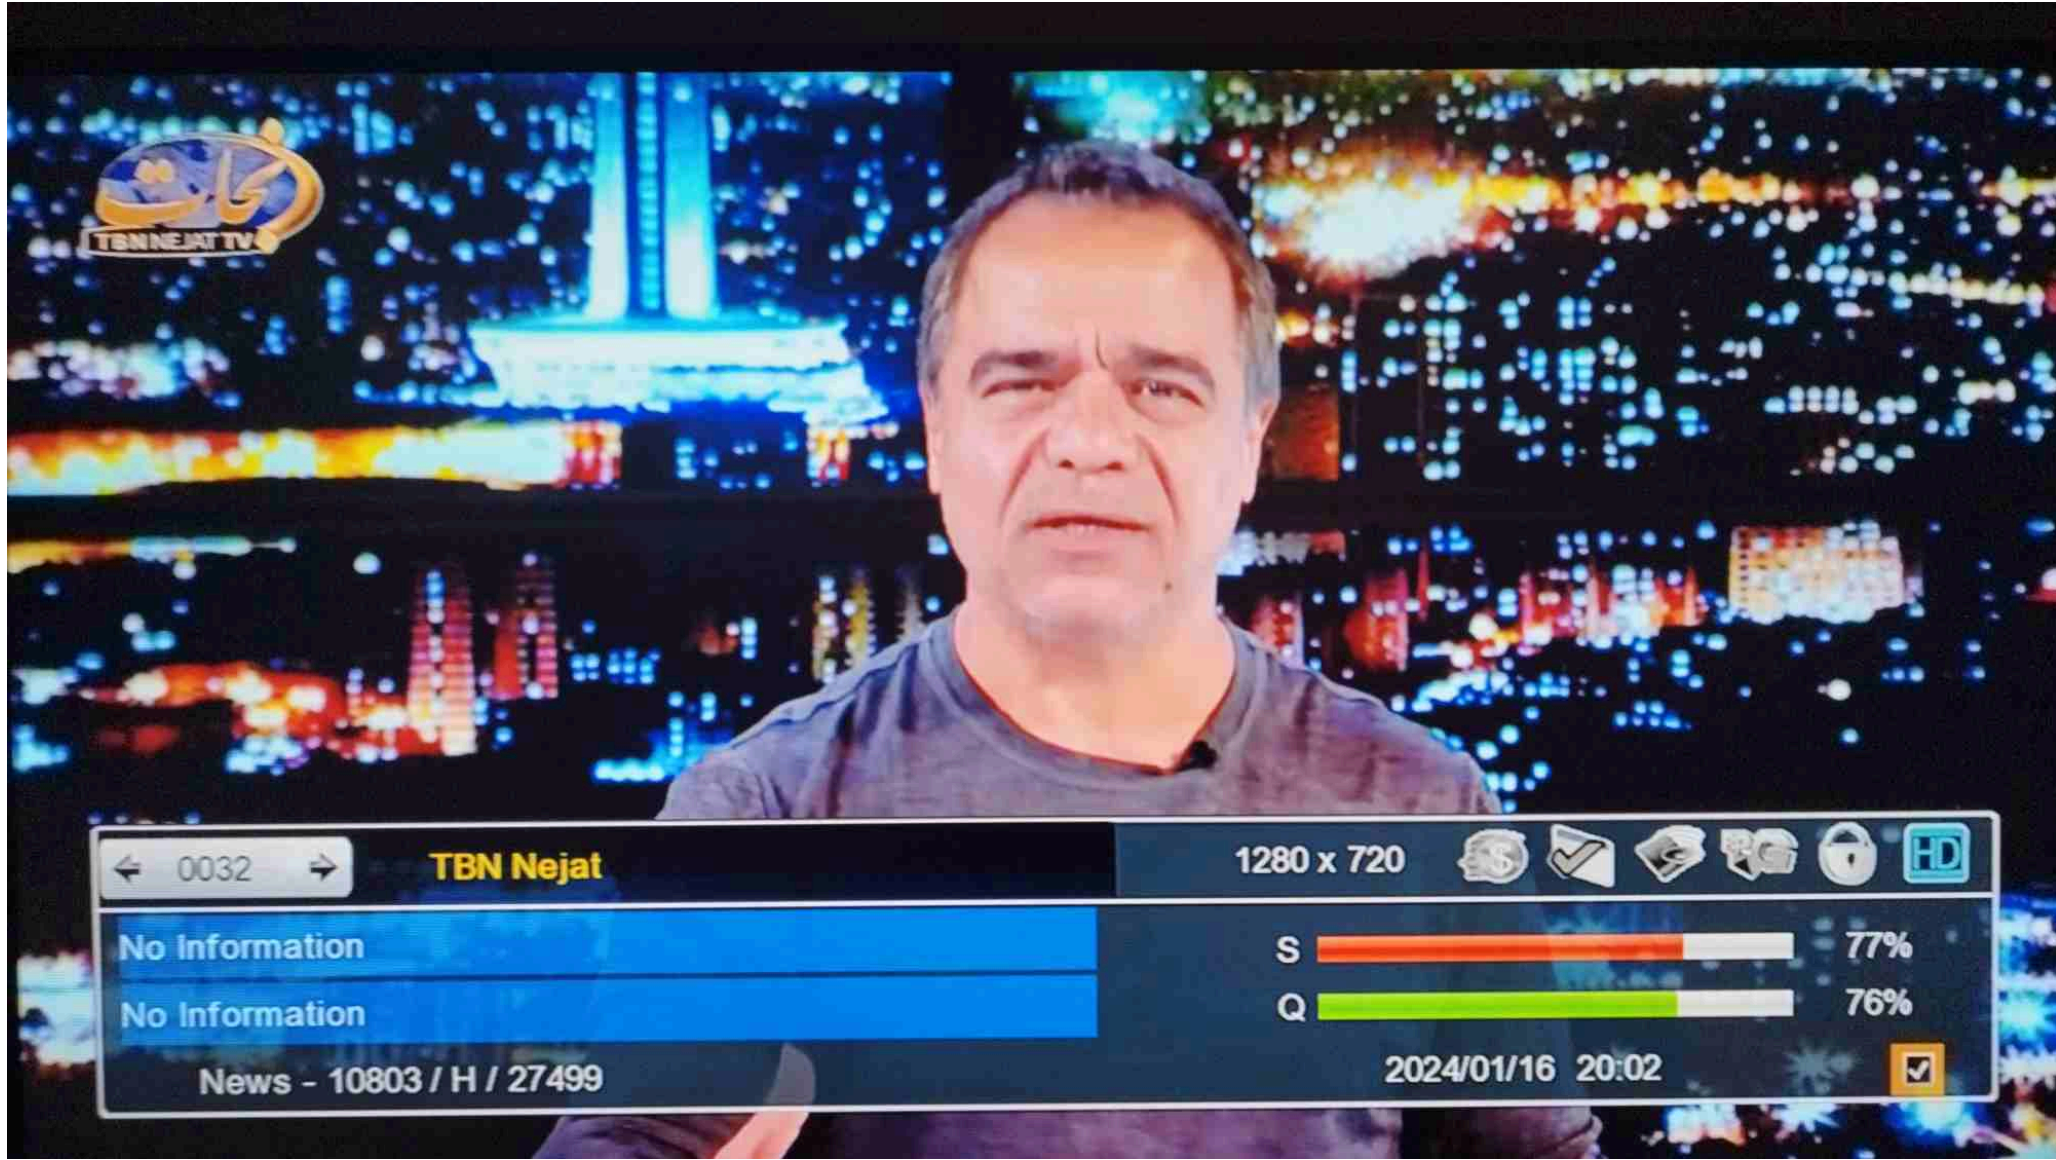 نجات
TBN NEJAT TV
0032
TBN Nejat
1280 x 720
HD
No Information
S 77%
No Information
Q 76%
News - 10803 / H / 27499
2024/01/16 20:02